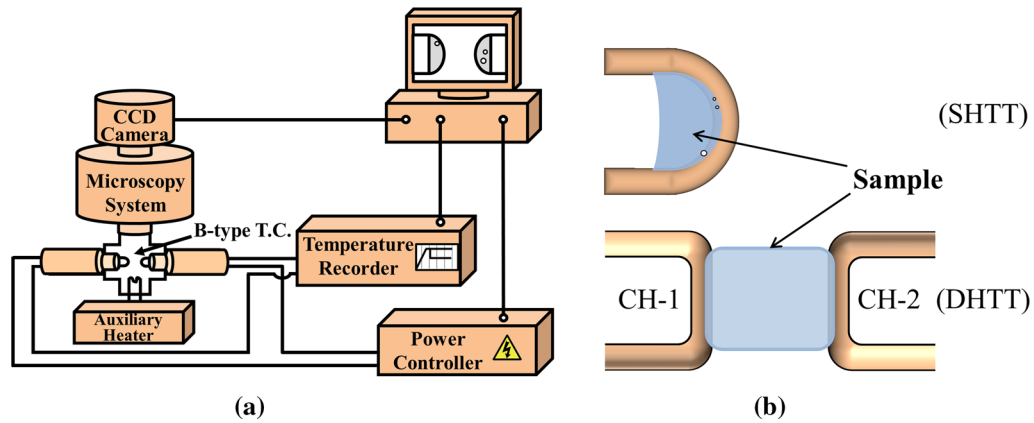 CCD
Camera
Microscopy
System
B-type T.C.
Temperature
Recorder
Auxiliary
Heater
Power
Controller
(a)
(SHTT)
Sample
CH-1
CH-2
(DHTT)
(b)